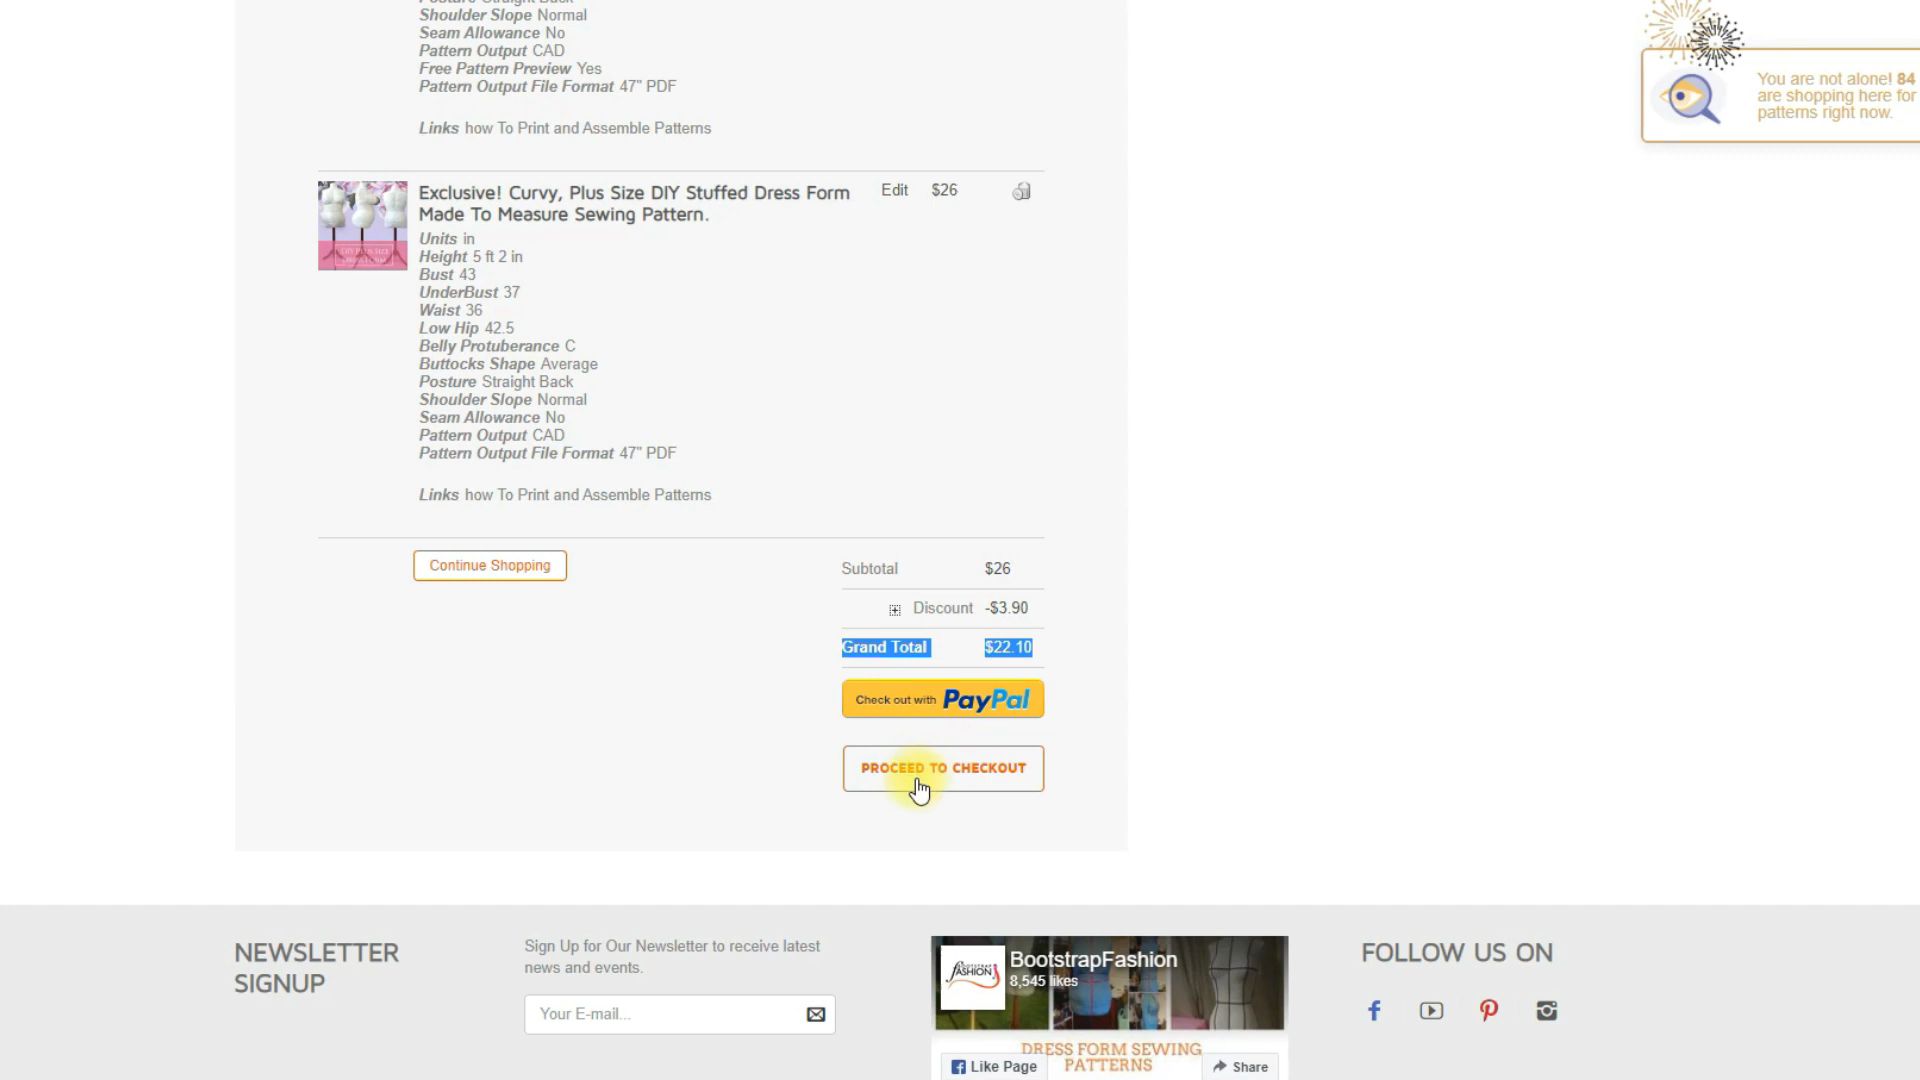 Shoulder Slope Normal
Seam Allowance No
Pattern Output CAD
Free Pattern Preview Yes
Pattern Output File Format 47" PDF
Links how To Print and Assemble Patterns
You are not alone! 84
are shopping here for
patterns right now.
Exclusive! Curvy, Plus Size DIY Stuffed Dress Form
Made To Measure Sewing Pattern.
Edit $26
Units in
Height 5 ft 2 in
Bust 43
UnderBust 37
Waist 36
Low Hip 42.5
Belly Protuberance C
Buttocks Shape Average
Posture Straight Back
Shoulder Slope Normal
Seam Allowance No
Pattern Output CAD
Pattern Output File Format 47" PDF
Links how To Print and Assemble Patterns
Continue Shopping
Subtotal $26
Discount -$3.90
Grand Total $22.10
Check out with PayPal
PROCEED TO CHECKOUT
NEWSLETTER
SIGNUP
Sign Up for Our Newsletter to receive latest
news and events.
Your E-mail...
FASHION
BootstrapFashion
8,545 likes
DRESS FORM SEWING
PATTERNS
Like Page
Share
FOLLOW US ON